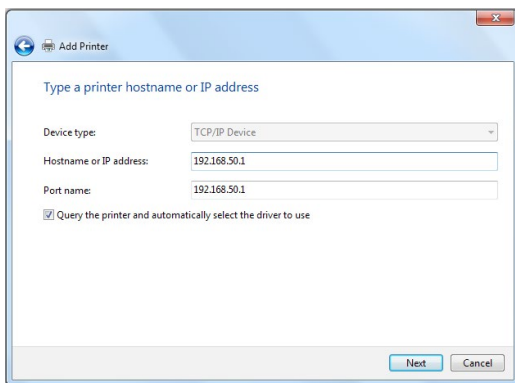 Add Printer
Type a printer hostname or IP address
Device type: TCP/IP Device
Hostname or IP address: 192.168.50.1
Port name: 192.168.50.1
Query the printer and automatically select the driver to use
Next Cancel